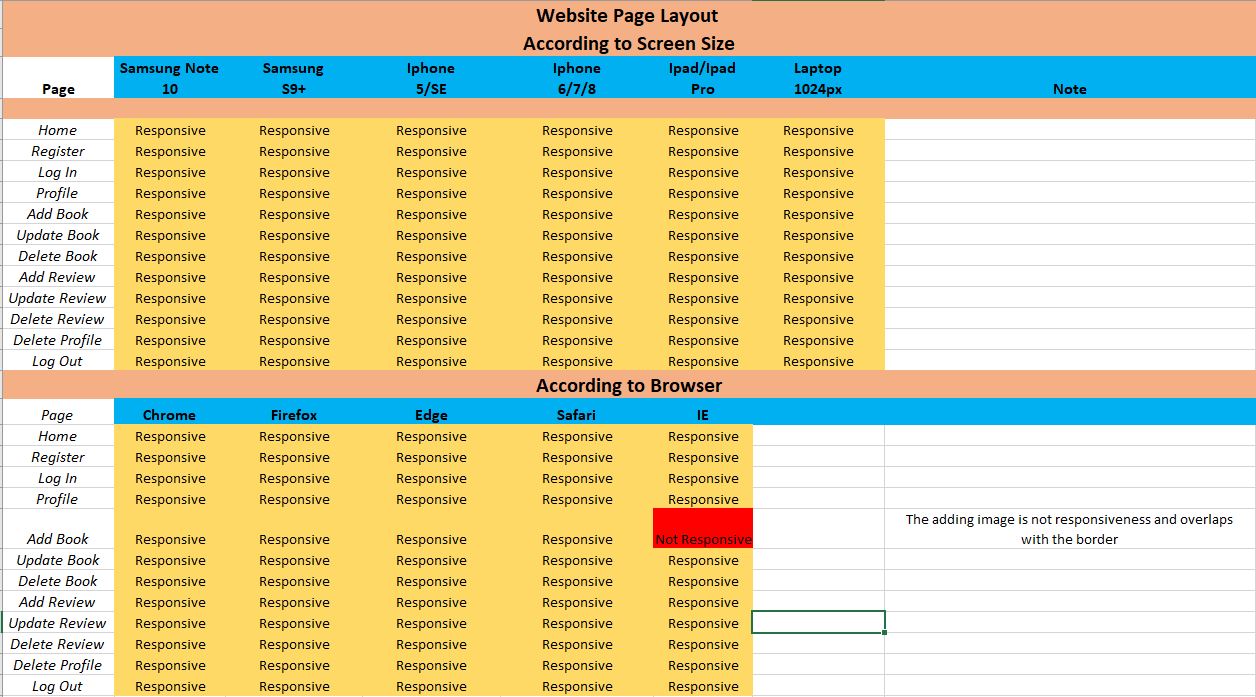 Website Page Layout
According to Screen Size
Page Samsung Note 10 Samsung S9+ Iphone 5/SE Iphone 6/7/8 Ipad/Ipad Pro Laptop 1024px Note
Home Responsive Responsive Responsive Responsive Responsive Responsive
Register Responsive Responsive Responsive Responsive Responsive Responsive
Log In Responsive Responsive Responsive Responsive Responsive Responsive
Profile Responsive Responsive Responsive Responsive Responsive Responsive
Add Book Responsive Responsive Responsive Responsive Responsive Responsive
Update Book Responsive Responsive Responsive Responsive Responsive Responsive
Delete Book Responsive Responsive Responsive Responsive Responsive Responsive
Add Review Responsive Responsive Responsive Responsive Responsive Responsive
Update Review Responsive Responsive Responsive Responsive Responsive Responsive
Delete Review Responsive Responsive Responsive Responsive Responsive Responsive
Delete Profile Responsive Responsive Responsive Responsive Responsive Responsive
Log Out Responsive Responsive Responsive Responsive Responsive Responsive
According to Browser
Page Chrome Firefox Edge Safari IE
Home Responsive Responsive Responsive Responsive Responsive
Register Responsive Responsive Responsive Responsive Responsive
Log In Responsive Responsive Responsive Responsive Responsive
Profile Responsive Responsive Responsive Responsive Responsive
Add Book Responsive Responsive Responsive Responsive Not Responsive The adding image is not responsiveness and overlaps
with the border
Update Book Responsive Responsive Responsive Responsive Responsive
Delete Book Responsive Responsive Responsive Responsive Responsive
Add Review Responsive Responsive Responsive Responsive Responsive
Update Review Responsive Responsive Responsive Responsive Responsive
Delete Review Responsive Responsive Responsive Responsive Responsive
Delete Profile Responsive Responsive Responsive Responsive Responsive
Log Out Responsive Responsive Responsive Responsive Responsive